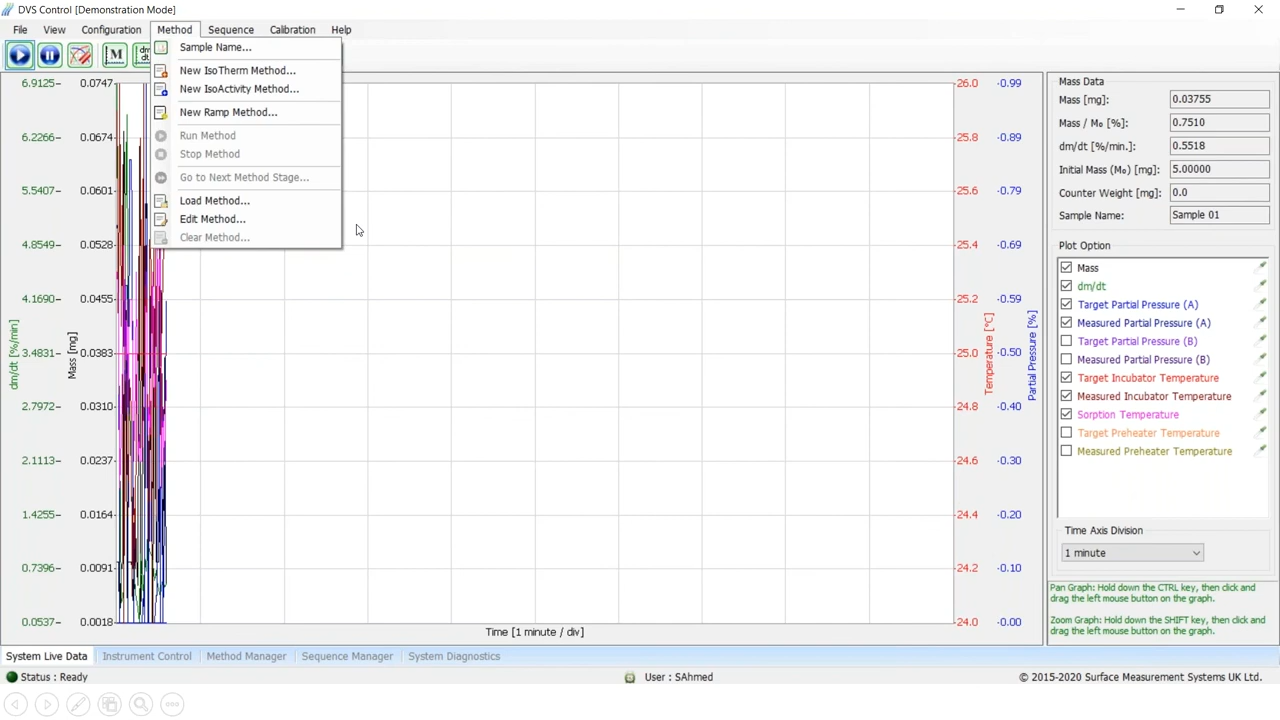 DVS Control [Demonstration Mode]
File View Configuration Method Sequence Calibration Help
Sample Name...
New IsoTherm Method...
New IsoActivity Method...
New Ramp Method...
Run Method
Stop Method
Go to Next Method Stage...
Load Method...
Edit Method...
Clear Method...
M
dm/dt [%/min]
6.9125
6.2266
5.5407
4.8549
4.1690
3.4831
2.7972
2.1113
1.4255
0.7396
0.0537
Mass [mg]
0.0747
0.0674
0.0601
0.0528
0.0455
0.0383
0.0310
0.0237
0.0164
0.0091
0.0018
Time [1 minute / div]
Temperature [°C]
26.0
25.8
25.6
25.4
25.2
25.0
24.8
24.6
24.4
24.2
24.0
Partial Pressure [%]
0.99
0.89
0.79
0.69
0.59
0.50
0.40
0.30
0.20
0.10
0.00
Mass Data
Mass [mg]: 0.03755
Mass / M₀ [%]: 0.7510
dm/dt [%/min.]: 0.5518
Initial Mass (M₀) [mg]: 5.00000
Counter Weight [mg]: 0.0
Sample Name: Sample 01
Plot Option
Mass
dm/dt
Target Partial Pressure (A)
Measured Partial Pressure (A)
Target Partial Pressure (B)
Measured Partial Pressure (B)
Target Incubator Temperature
Measured Incubator Temperature
Sorption Temperature
Target Preheater Temperature
Measured Preheater Temperature
Time Axis Division
1 minute
Pan Graph: Hold down the CTRL key, then click and
drag the left mouse button on the graph.
Zoom Graph: Hold down the SHIFT key, then click and
drag the left mouse button on the graph.
System Live Data Instrument Control Method Manager Sequence Manager System Diagnostics
Status : Ready User : SAhmed © 2015-2020 Surface Measurement Systems UK Ltd.